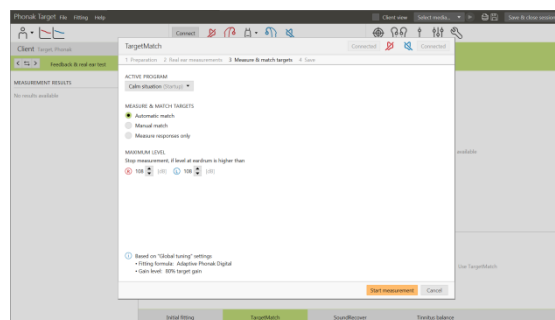 Phonak Target File Fitting Help
Client view Select media... Save & close session
Connect
Client Target, Phonak
Feedback & real ear test
MEASUREMENT RESULTS
No results available
TargetMatch
Connected Connected
1 Preparation 2 Real ear measurements 3 Measure & match targets 4 Save
ACTIVE PROGRAM
Calm situation (Startup)
MEASURE & MATCH TARGETS
Automatic match
Manual match
Measure responses only
MAXIMUM LEVEL
Stop measurement, if level at eardrum is higher than:
R 108 (dB) L 108 (dB)
available
Based on "Global tuning" settings
• Fitting formula: Adaptive Phonak Digital
• Gain level: 80% target gain
Use TargetMatch
Start measurement Cancel
Initial fitting TargetMatch SoundRecover Tinnitus balance